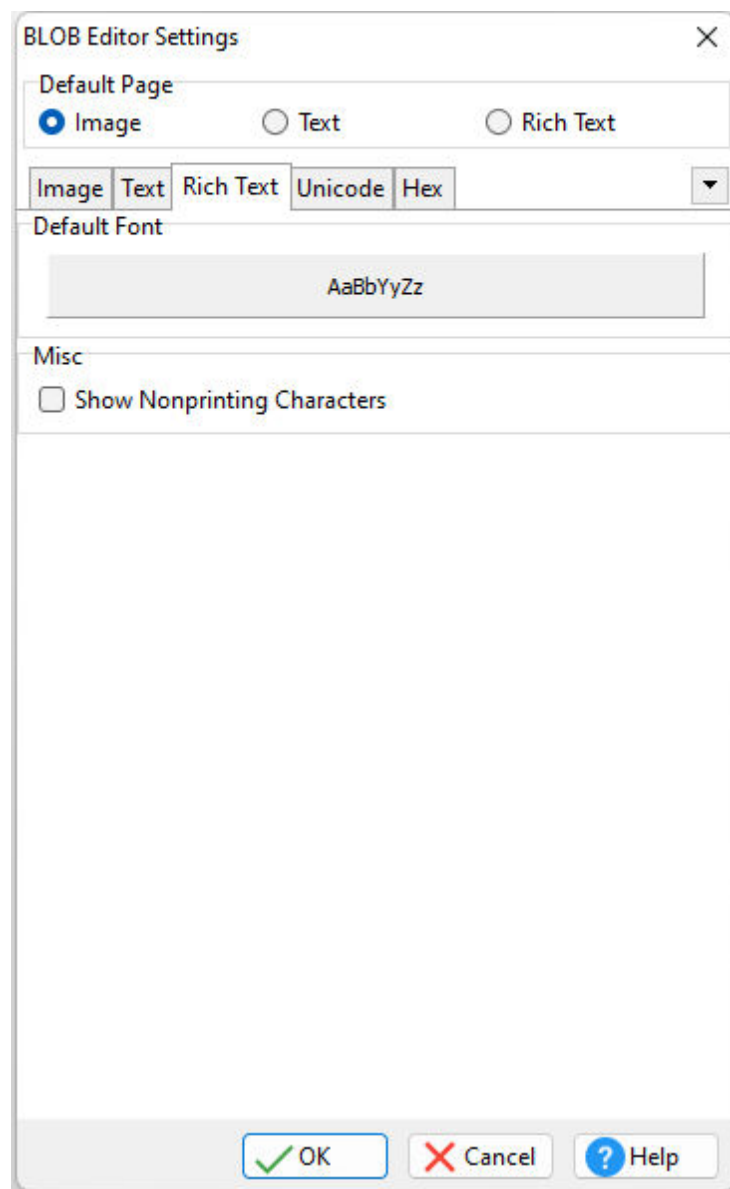 BLOB Editor Settings
Default Page
Image Text Rich Text
Image Text Rich Text Unicode Hex
Default Font
AaBbYyZz
Misc
Show Nonprinting Characters
OK Cancel Help